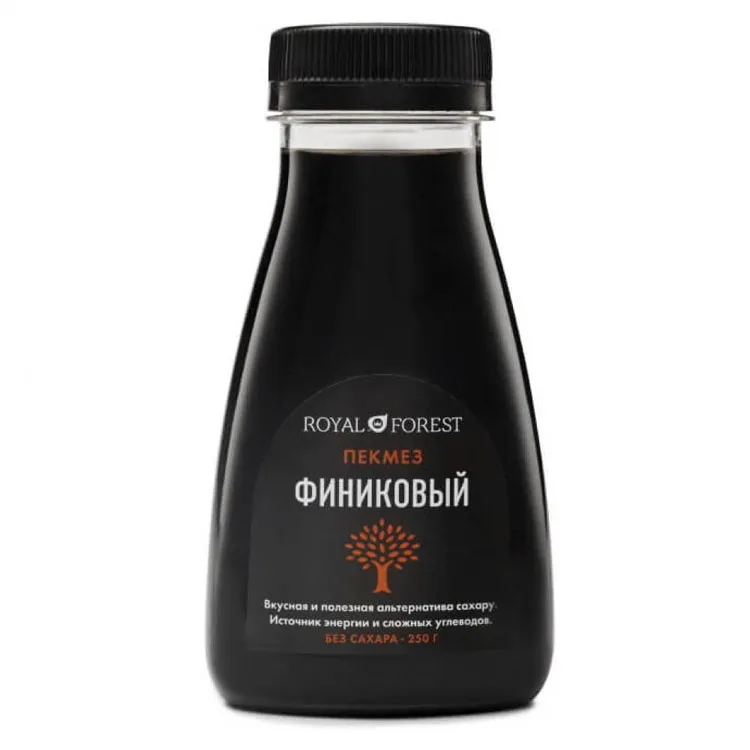 ROYAL FOREST
ПЕКМЕЗ
ФИНИКОВЫЙ
Вкусная и полезная альтернатива сахару.
Источник энергии и сложных углеводов.
БЕЗ САХАРА - 250 Г